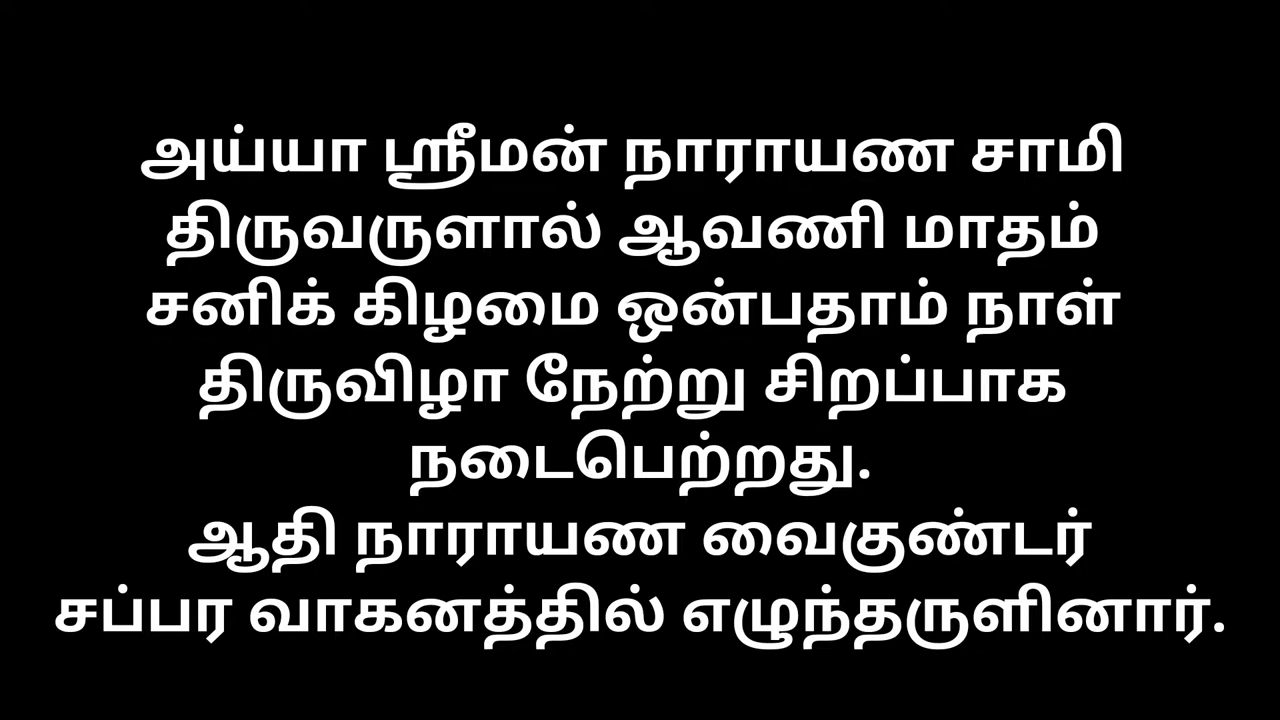 அய்யா ஸ்ரீமன் நாராயண சாமி
திருவருளால் ஆவணி மாதம்
சனிக் கிழமை ஒன்பதாம் நாள்
திருவிழா நேற்று சிறப்பாக
நடைபெற்றது.
ஆதி நாராயண வைகுண்டர்
சப்பர வாகனத்தில் எழுந்தருளினார்.